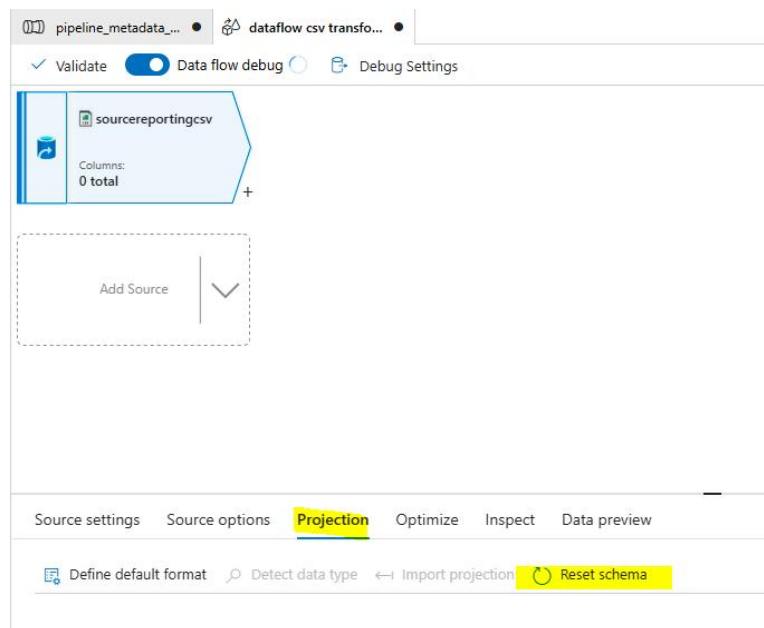 pipeline_metadata_... dataflow csv transfo...
Validate Data flow debug Debug Settings
sourcereportingcsv
Columns:
0 total
+
Add Source
Source settings Source options Projection Optimize Inspect Data preview
Define default format Detect data type Import projection Reset schema